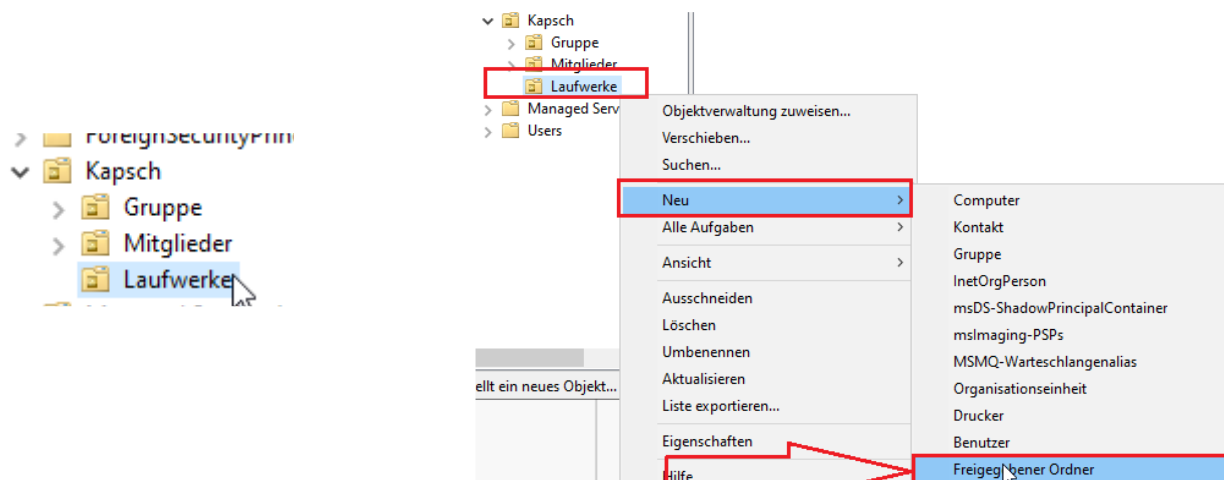 ForeignSecurityPrin
Kapsch
Gruppe
Mitglieder
Laufwerke
Kapsch
Gruppe
Mitglieder
Laufwerke
Managed Serv
Users
ellt ein neues Objekt...
Objektverwaltung zuweisen...
Verschieben...
Suchen...
Neu
Alle Aufgaben
Ansicht
Ausschneiden
Löschen
Umbenennen
Aktualisieren
Liste exportieren...
Eigenschaften
Hilfe
Computer
Kontakt
Gruppe
InetOrgPerson
msDS-ShadowPrincipalContainer
msImaging-PSPs
MSMQ-Warteschlangenalias
Organisationseinheit
Drucker
Benutzer
Freigegebener Ordner